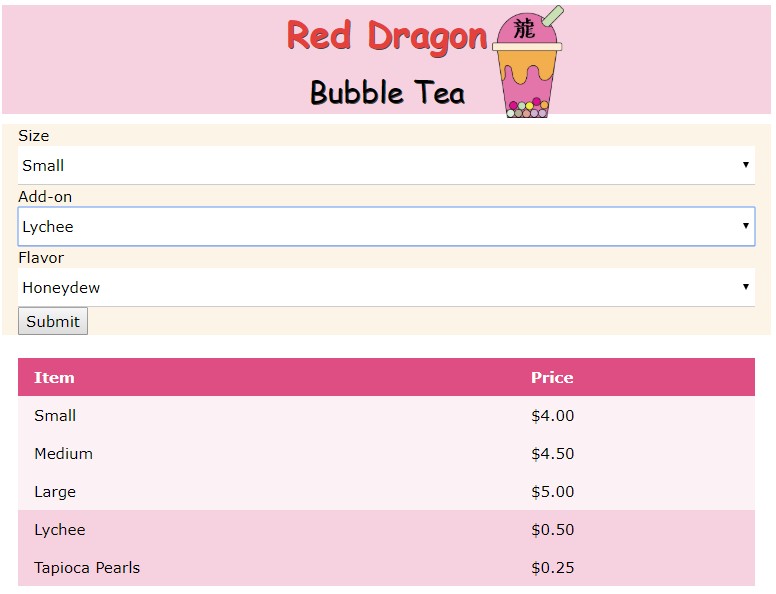 Red Dragon
龍
Bubble Tea
Size
Small
Add-on
Lychee
Flavor
Honeydew
Submit
Item Price
Small $4.00
Medium $4.50
Large $5.00
Lychee $0.50
Tapioca Pearls $0.25